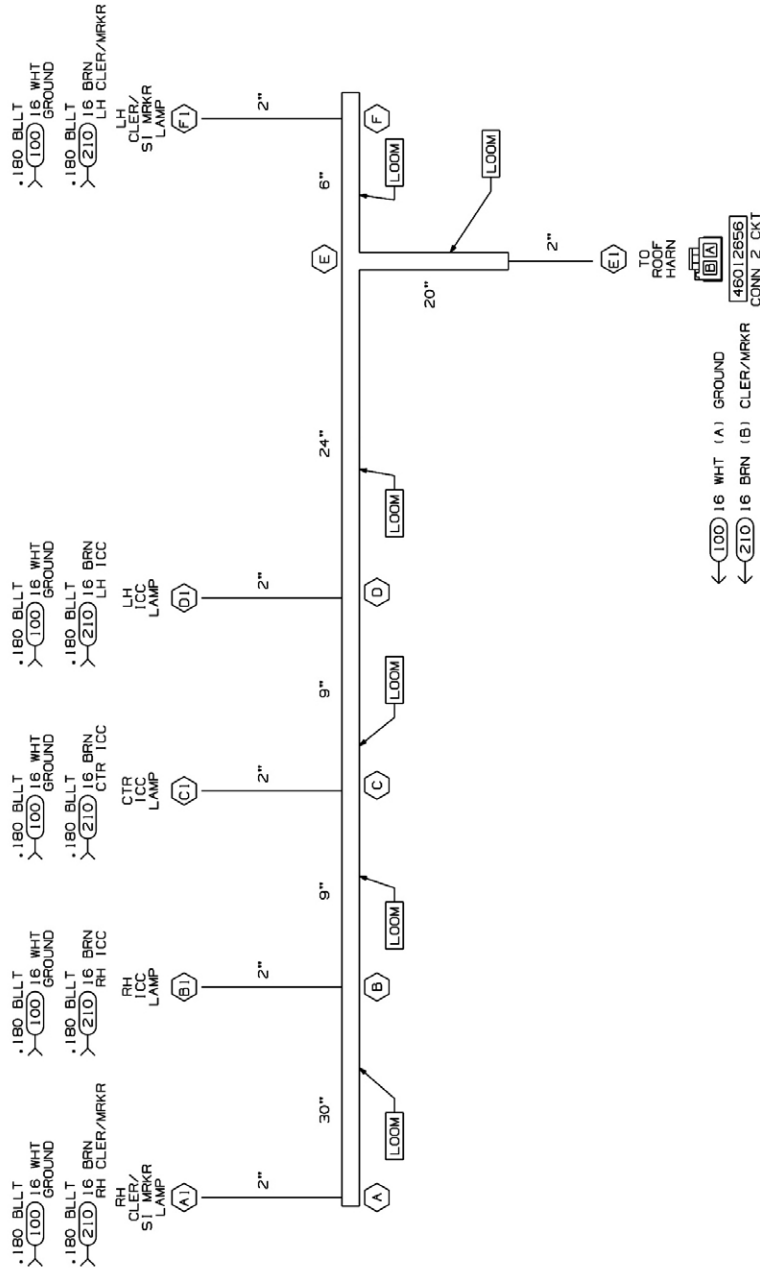 .180 BLLT
100 16 WHT
GROUND
.180 BLLT
210 16 BRN
RH CLER/MRKR
RH
CLER/
SI MRKR
LAMP
A1
2"
A
30"
LOOM
.180 BLLT
100 16 WHT
GROUND
.180 BLLT
210 16 BRN
RH ICC
RH
ICC
LAMP
B1
2"
B
9"
LOOM
.180 BLLT
100 16 WHT
GROUND
.180 BLLT
210 16 BRN
CTR ICC
CTR
ICC
LAMP
C1
2"
C
9"
LOOM
.180 BLLT
100 16 WHT
GROUND
.180 BLLT
210 16 BRN
LH ICC
LH
ICC
LAMP
D1
2"
D
24"
LOOM
E
20"
LOOM
2"
E1
TO
ROOF
HARN
B A
46012656
CONN 2 CKT
100 16 WHT (A) GROUND
210 16 BRN (B) CLER/MRKR
6"
LOOM
.180 BLLT
100 16 WHT
GROUND
.180 BLLT
210 16 BRN
LH CLER/MRKR
LH
CLER/
SI MRKR
LAMP
F1
2"
F